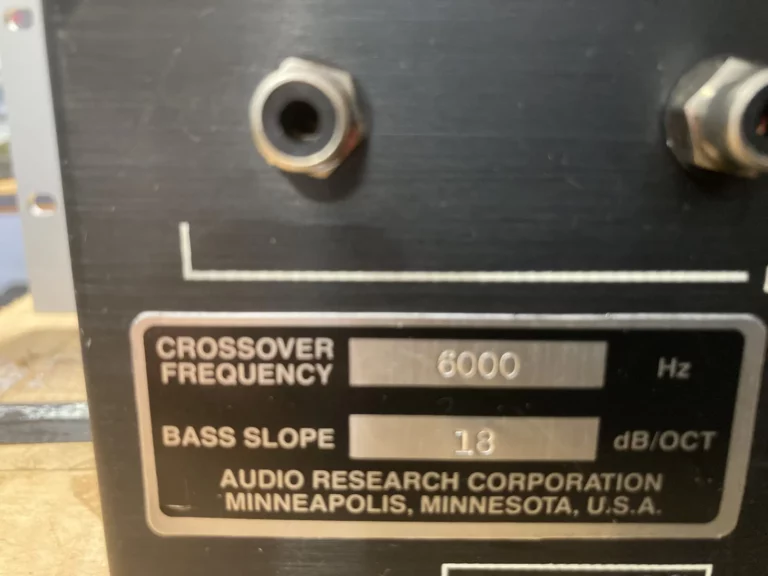 CROSSOVER
FREQUENCY 6000 Hz
BASS SLOPE 18 dB/OCT
AUDIO RESEARCH CORPORATION
MINNEAPOLIS, MINNESOTA, U.S.A.